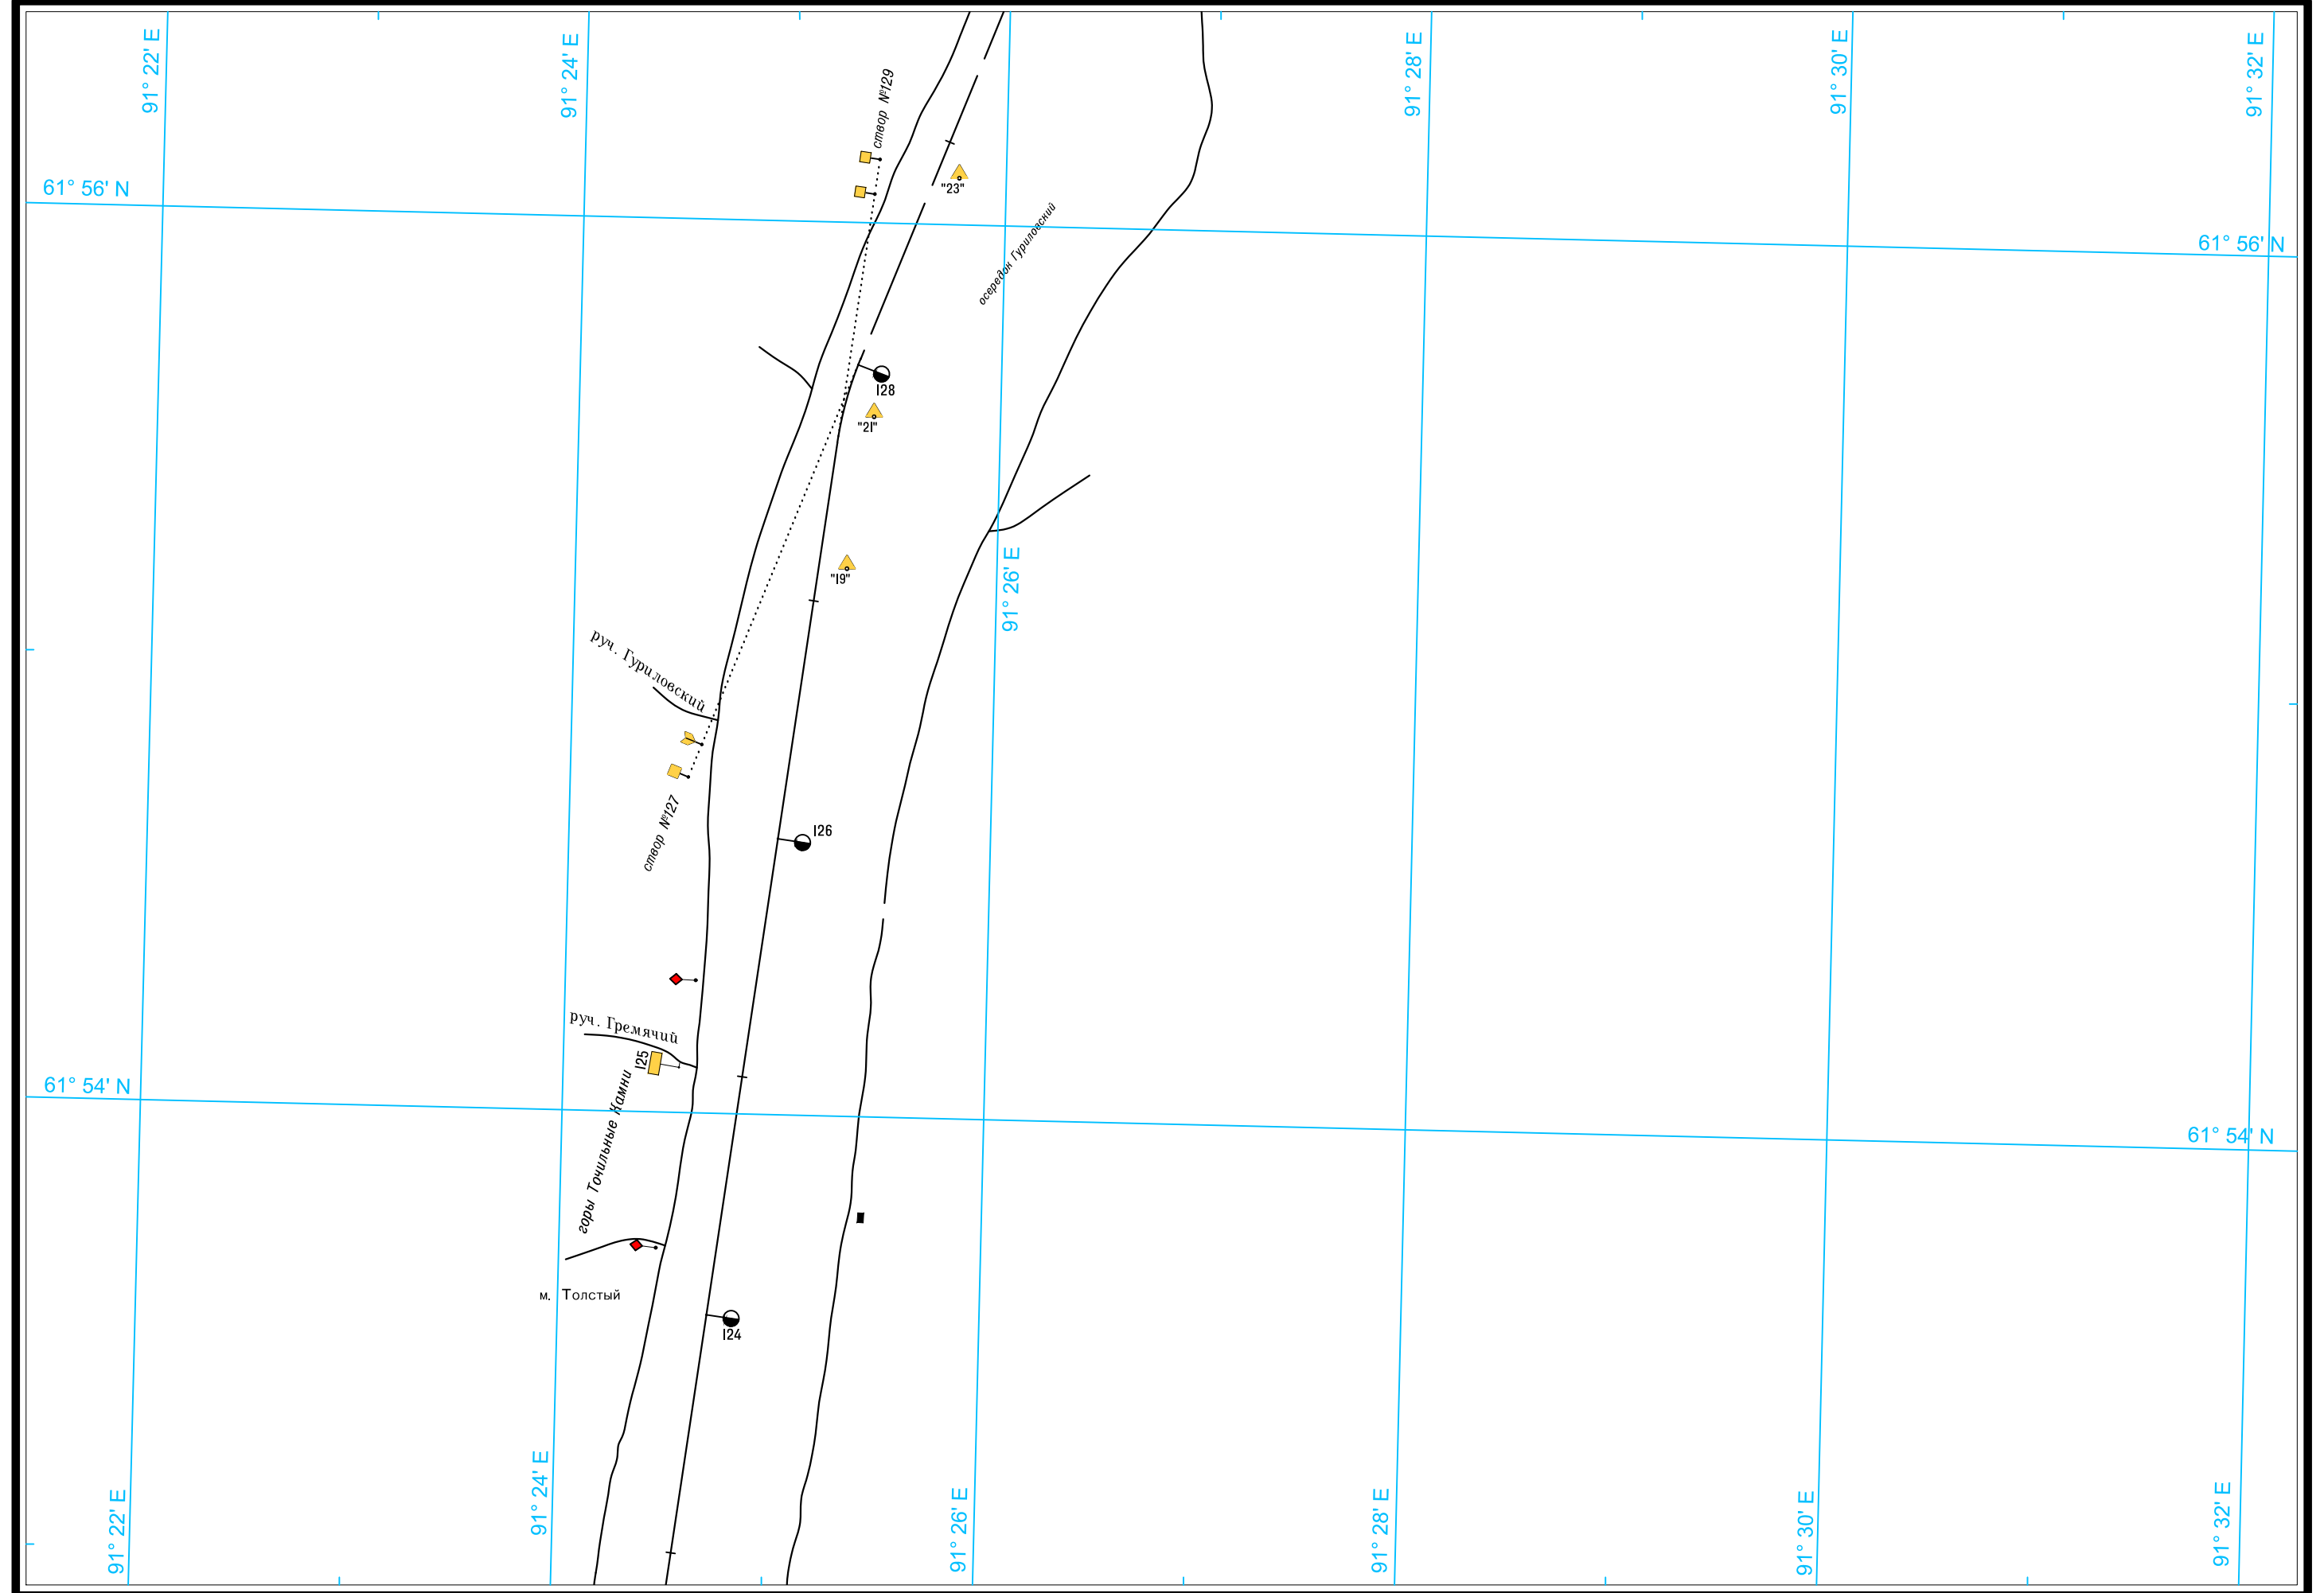 91° 22' E
91° 24' E
91° 28' E
91° 30' E
91° 32' E
створ №129
61° 56' N
"23"
осередок Гуриловский
61° 56' N
128
"21"
91° 26' E
"19"
руч. Гуриловский
створ №127
126
руч. Гремячий
125
61° 54' N
горы Точильные Камни
61° 54' N
м. Толстый
124
91° 22' E
91° 24' E
91° 26' E
91° 28' E
91° 30' E
91° 32' E